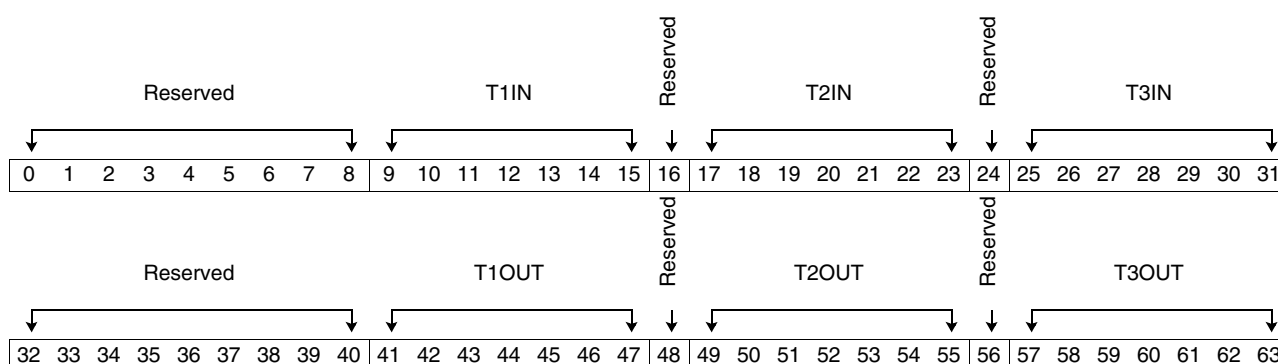 Reserved T1IN Reserved T2IN Reserved T3IN
0 1 2 3 4 5 6 7 8 9 10 11 12 13 14 15 16 17 18 19 20 21 22 23 24 25 26 27 28 29 30 31
Reserved T1OUT Reserved T2OUT Reserved T3OUT
32 33 34 35 36 37 38 39 40 41 42 43 44 45 46 47 48 49 50 51 52 53 54 55 56 57 58 59 60 61 62 63